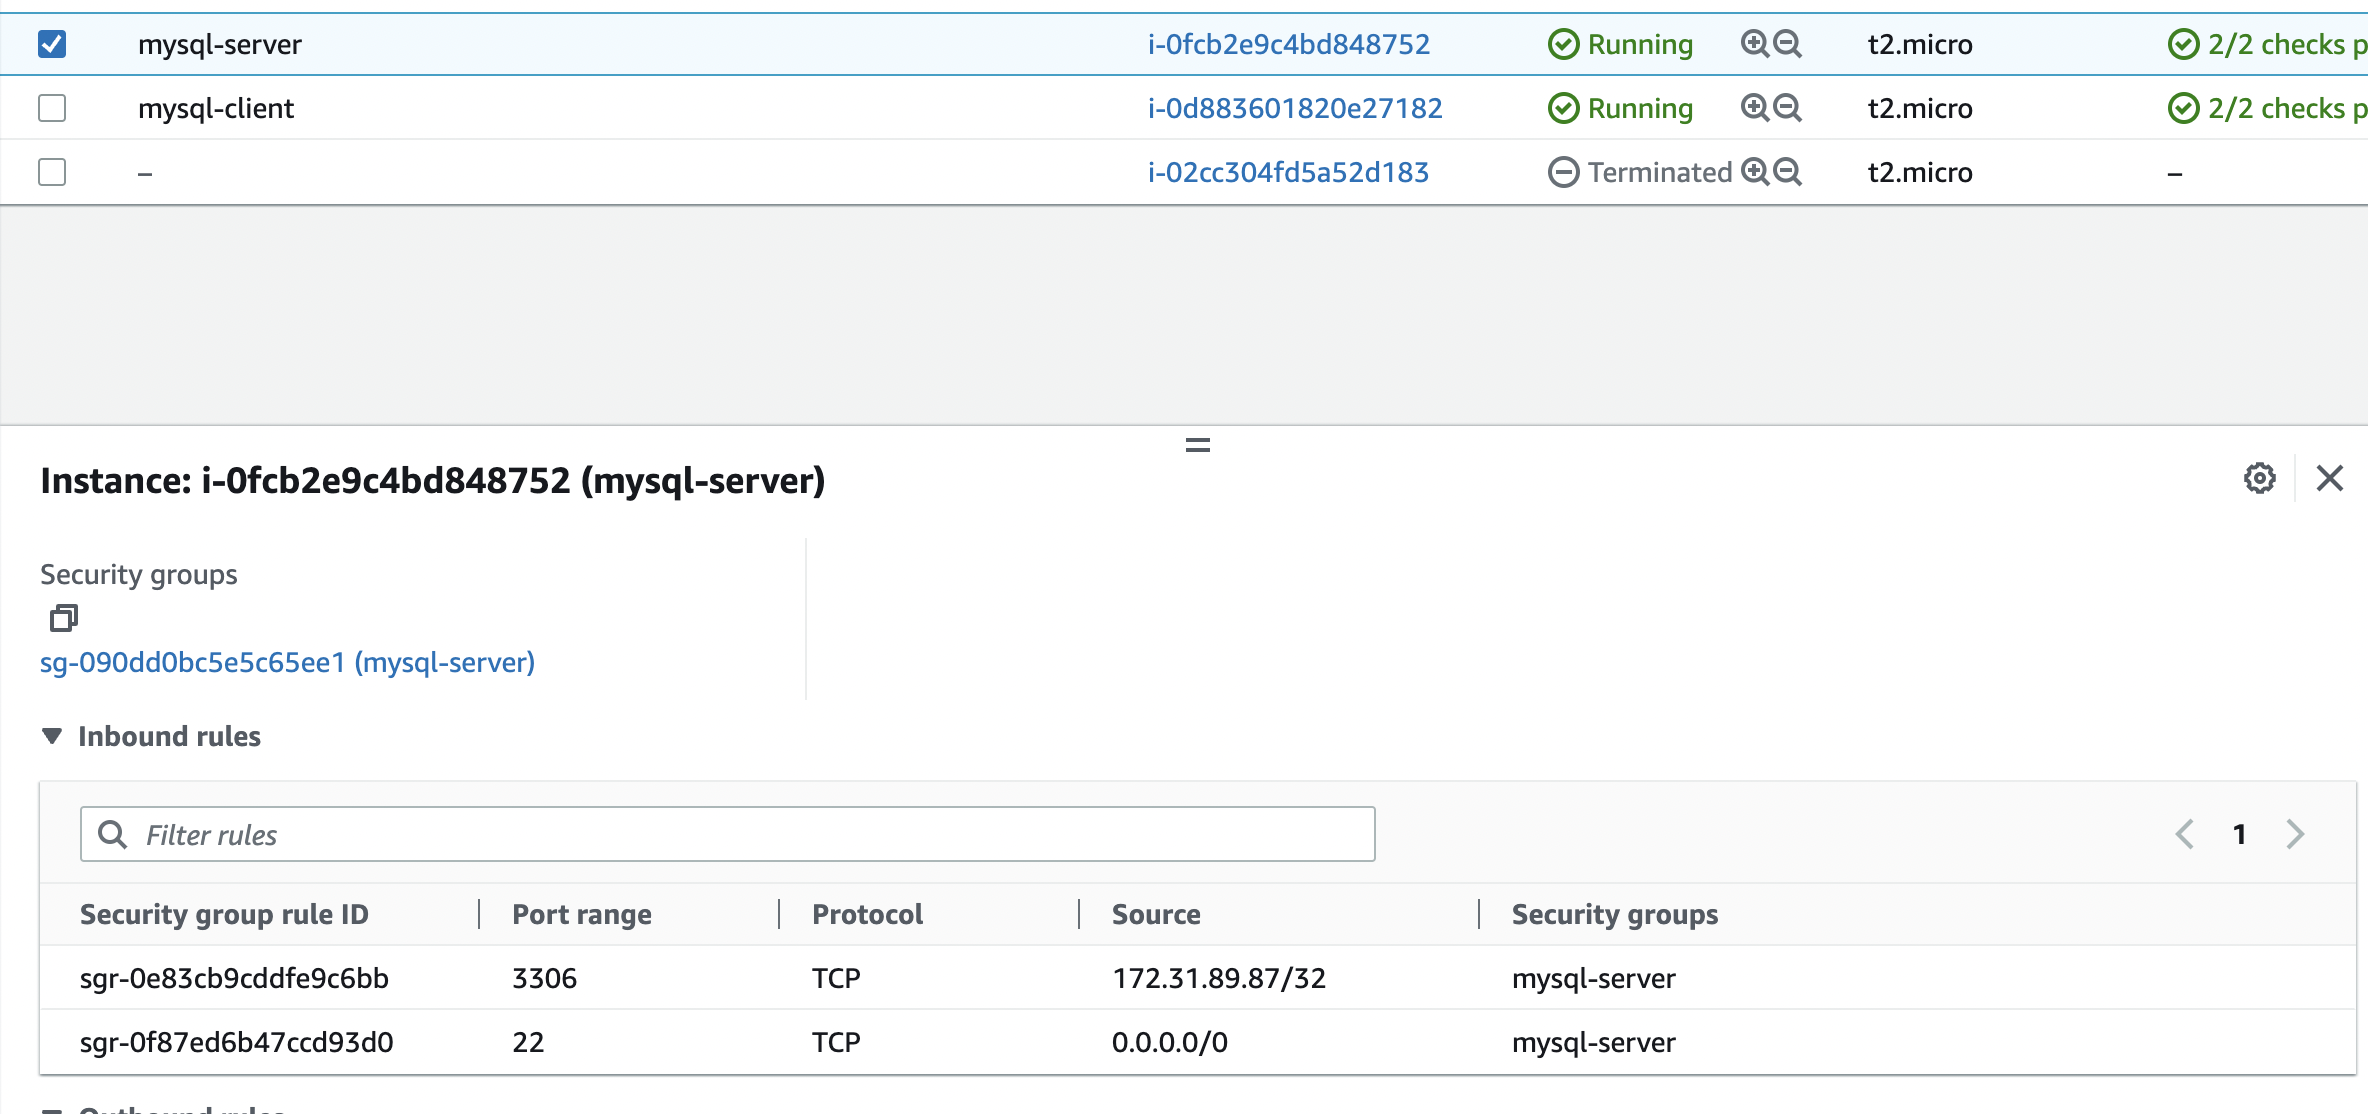 mysql-server i-0fcb2e9c4bd848752 Running t2.micro 2/2 checks p
mysql-client i-0d883601820e27182 Running t2.micro 2/2 checks p
– i-02cc304fd5a52d183 Terminated t2.micro –
Instance: i-0fcb2e9c4bd848752 (mysql-server)
Security groups
sg-090dd0bc5e5c65ee1 (mysql-server)
Inbound rules
Filter rules
1
Security group rule ID Port range Protocol Source Security groups
sgr-0e83cb9cddfe9c6bb 3306 TCP 172.31.89.87/32 mysql-server
sgr-0f87ed6b47ccd93d0 22 TCP 0.0.0.0/0 mysql-server
Outbound rules